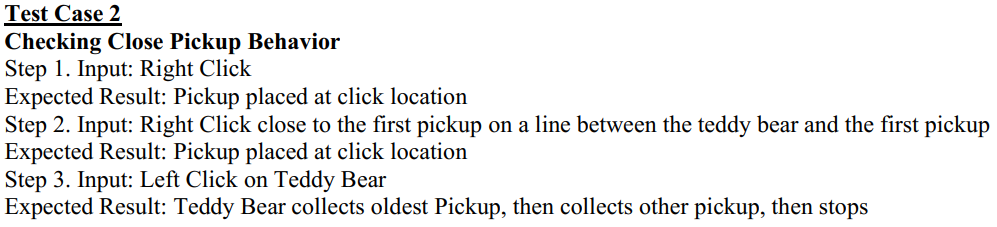 Test Case 2
Checking Close Pickup Behavior
Step 1. Input: Right Click
Expected Result: Pickup placed at click location
Step 2. Input: Right Click close to the first pickup on a line between the teddy bear and the first pickup
Expected Result: Pickup placed at click location
Step 3. Input: Left Click on Teddy Bear
Expected Result: Teddy Bear collects oldest Pickup, then collects other pickup, then stops